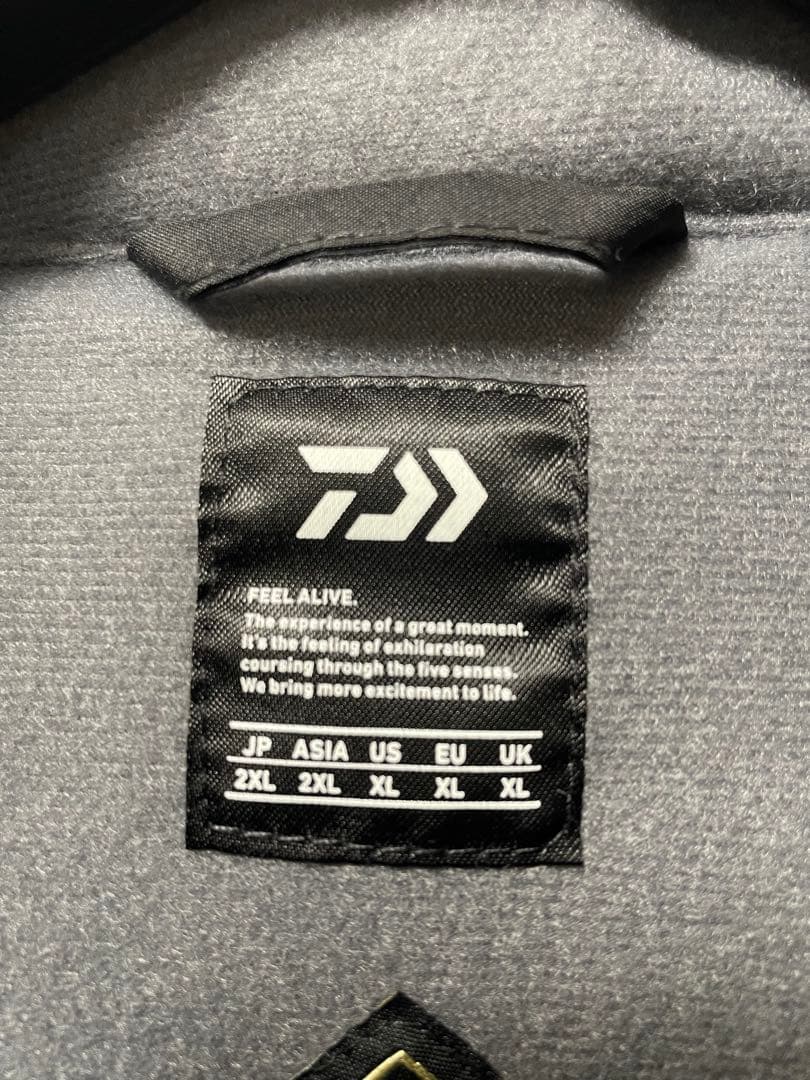 FEEL ALIVE.
The experience of a great moment.
It's the feeling of exhilaration
coursing through the five senses.
We bring more excitement to life.
JP ASIA US EU UK
2XL 2XL XL XL XL